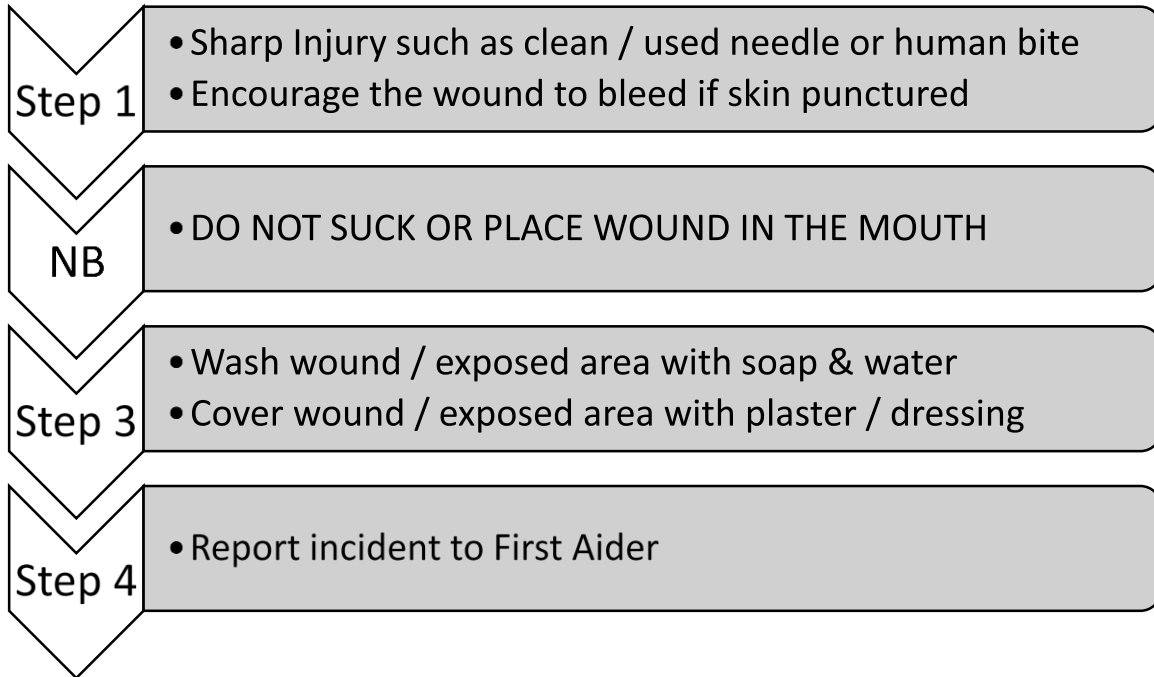 Step 1
• Sharp Injury such as clean / used needle or human bite
• Encourage the wound to bleed if skin punctured
NB
• DO NOT SUCK OR PLACE WOUND IN THE MOUTH
Step 3
• Wash wound / exposed area with soap & water
• Cover wound / exposed area with plaster / dressing
Step 4
• Report incident to First Aider